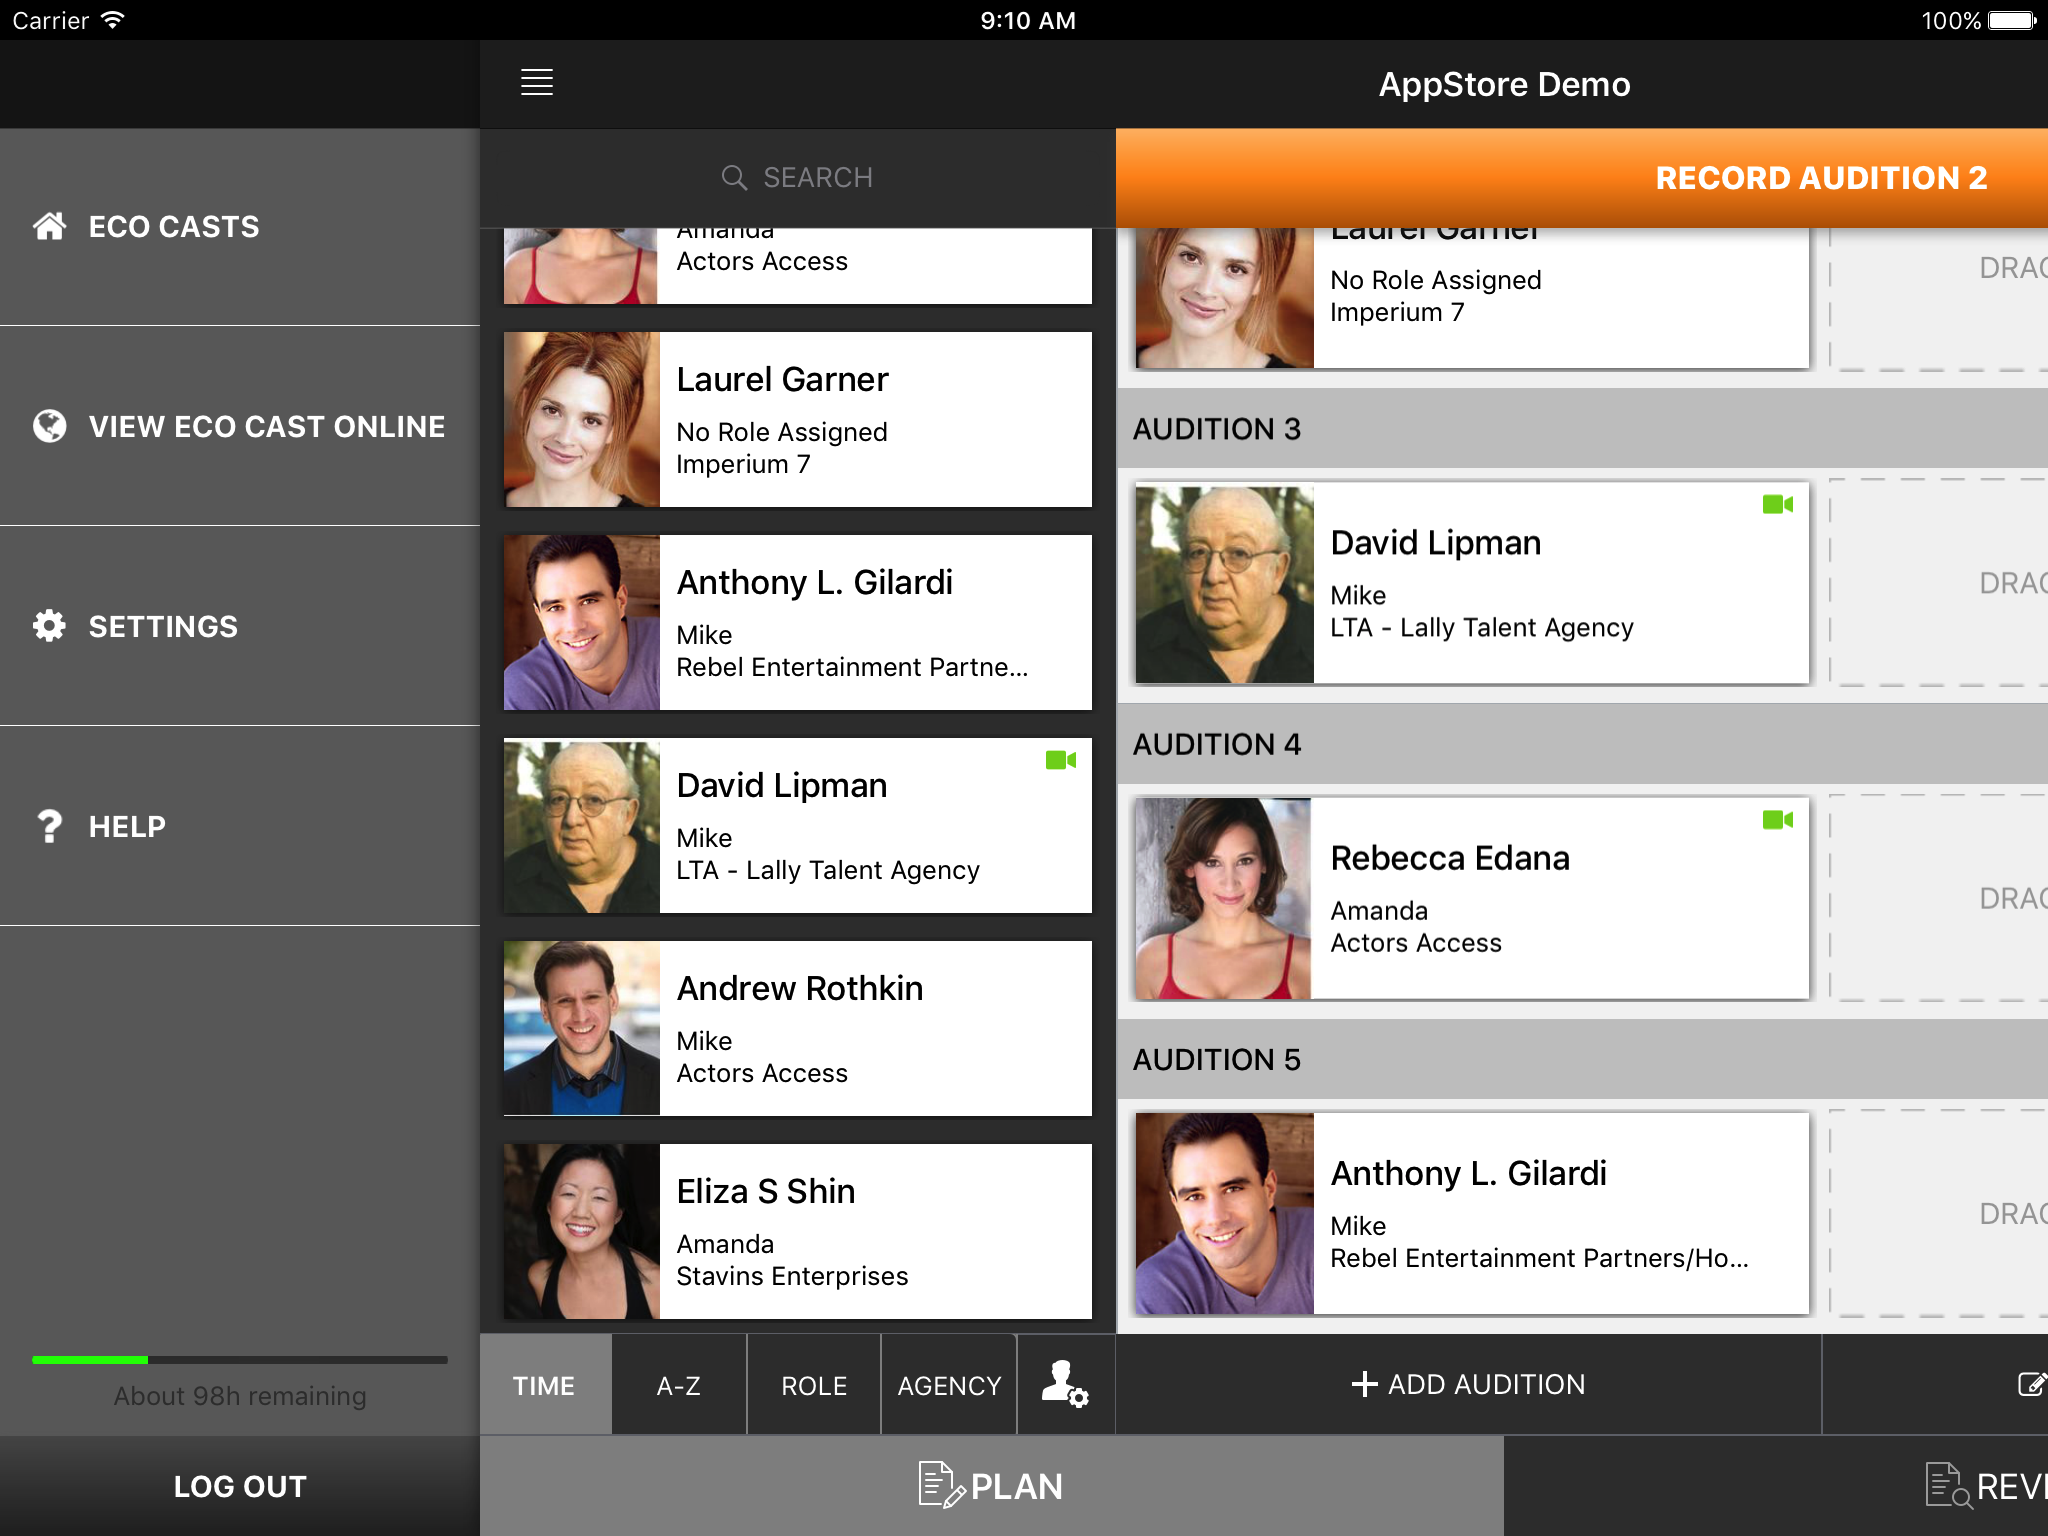 Carrier
9:10 AM
100%
AppStore Demo
ECO CASTS
VIEW ECO CAST ONLINE
SETTINGS
HELP
About 98h remaining
LOG OUT
SEARCH
Amanda
Actors Access
Laurel Garner
No Role Assigned
Imperium 7
Anthony L. Gilardi
Mike
Rebel Entertainment Partne...
David Lipman
Mike
LTA - Lally Talent Agency
Andrew Rothkin
Mike
Actors Access
Eliza S Shin
Amanda
Stavins Enterprises
TIME
A-Z
ROLE
AGENCY
RECORD AUDITION 2
Laurel Garner
No Role Assigned
Imperium 7
DRAG
AUDITION 3
David Lipman
Mike
LTA - Lally Talent Agency
DRAG
AUDITION 4
Rebecca Edana
Amanda
Actors Access
DRAG
AUDITION 5
Anthony L. Gilardi
Mike
Rebel Entertainment Partners/Ho...
DRAG
ADD AUDITION
PLAN
REVI